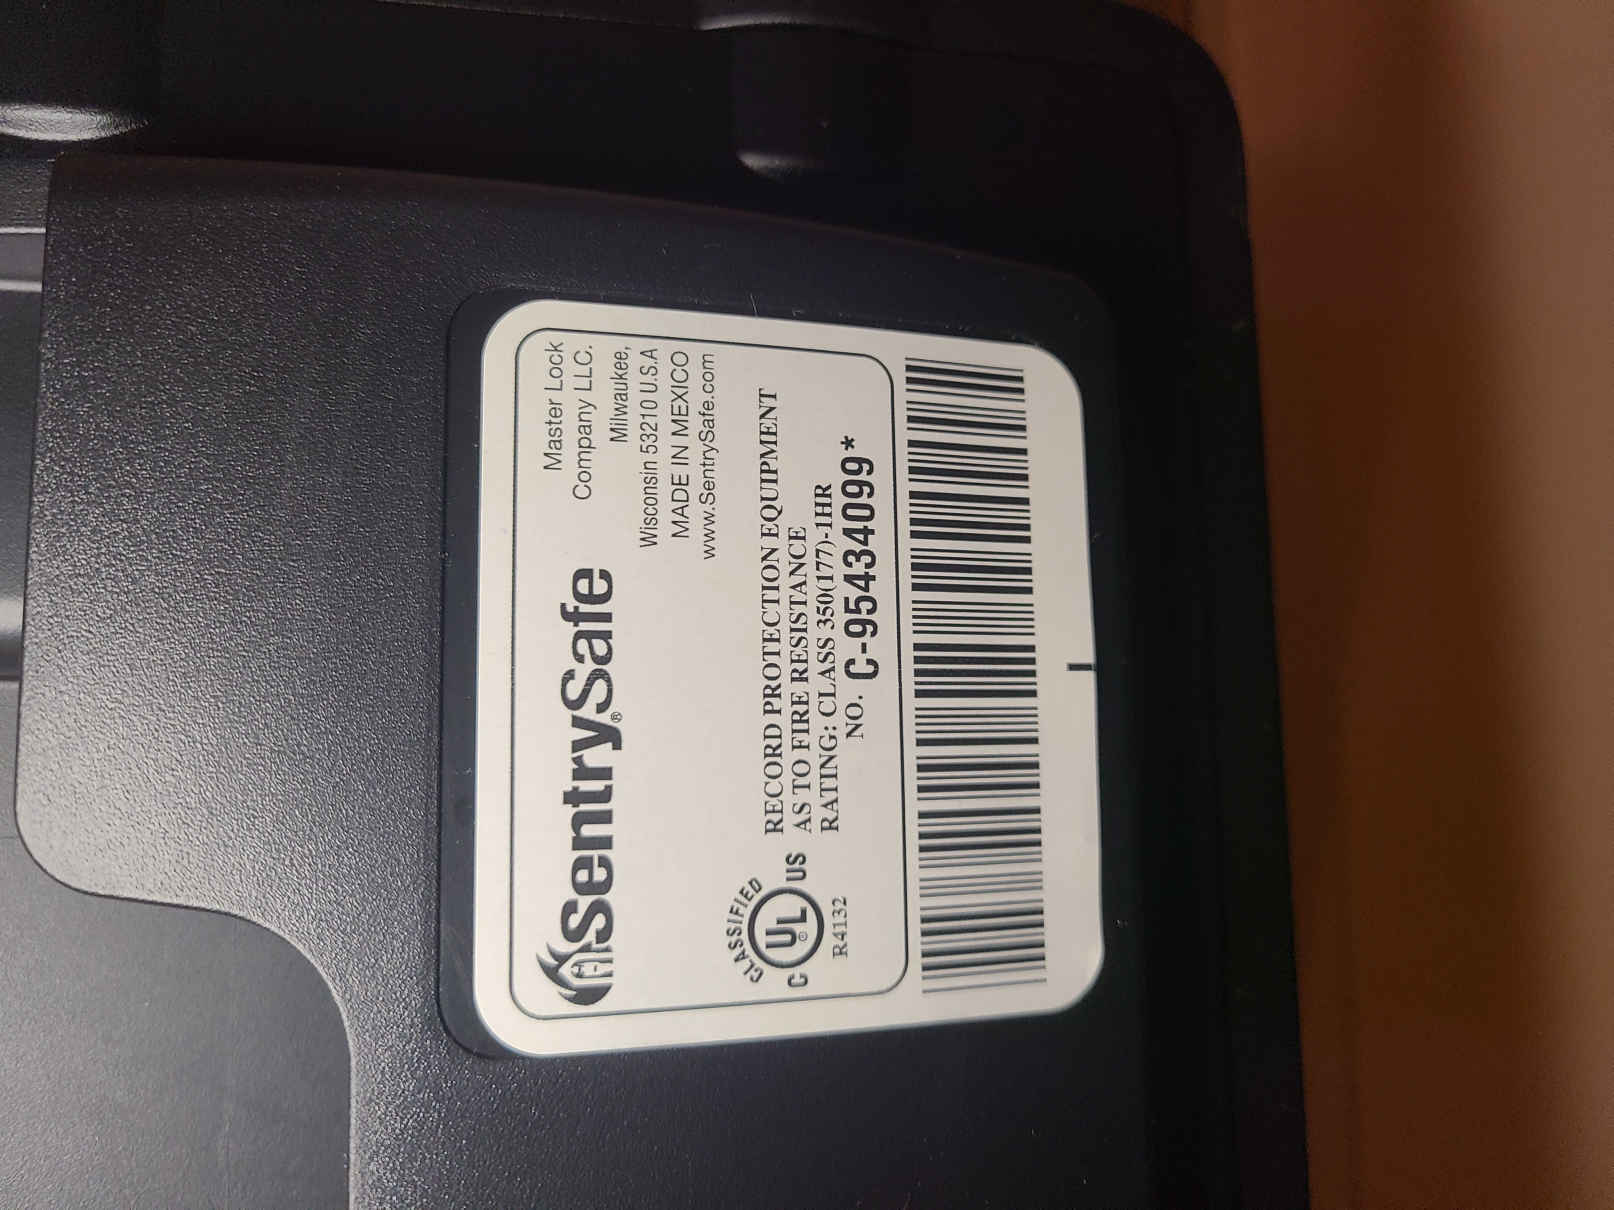 SentrySafe®
Master Lock
Company LLC.
Milwaukee,
Wisconsin 53210 U.S.A
MADE IN MEXICO
www.SentrySafe.com
CLASSIFIED
C UL® US
R4132
RECORD PROTECTION EQUIPMENT
AS TO FIRE RESISTANCE
RATING: CLASS 350(177)-1HR
NO. C-95434099*